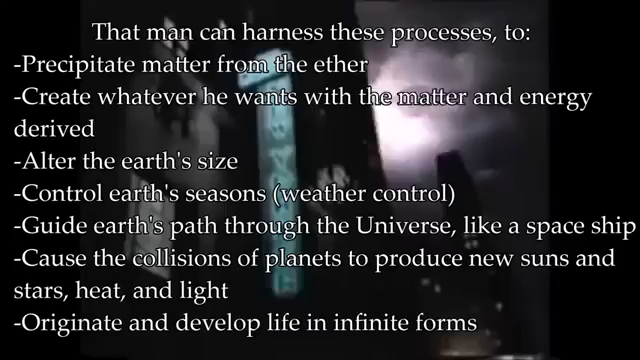 That man can harness these processes, to:
-Precipitate matter from the ether
-Create whatever he wants with the matter and energy
derived
-Alter the earth's size
-Control earth's seasons (weather control)
-Guide earth's path through the Universe, like a space ship
-Cause the collisions of planets to produce new suns and
stars, heat, and light
-Originate and develop life in infinite forms